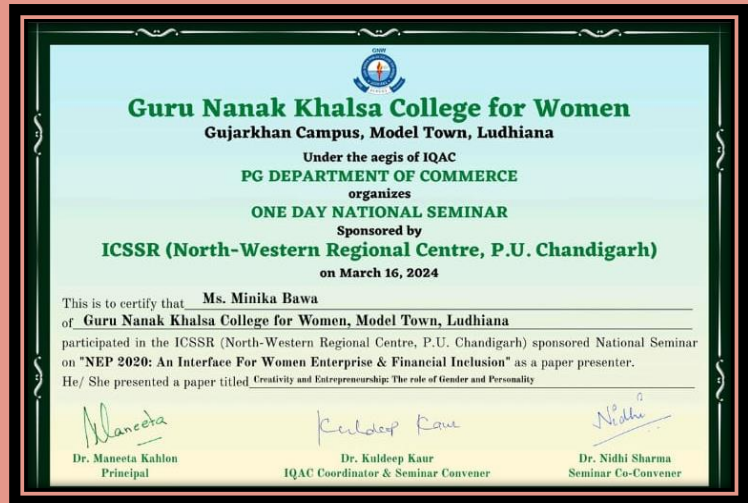 GNKCW
Guru Nanak Khalsa College for Women
Gujarkhan Campus, Model Town, Ludhiana
Under the aegis of IQAC
PG DEPARTMENT OF COMMERCE
organizes
ONE DAY NATIONAL SEMINAR
Sponsored by
ICSSR (North-Western Regional Centre, P.U. Chandigarh)
on March 16, 2024
This is to certify that Ms. Minika Bawa
of Guru Nanak Khalsa College for Women, Model Town, Ludhiana
participated in the ICSSR (North-Western Regional Centre, P.U. Chandigarh) sponsored National Seminar
on "NEP 2020: An Interface For Women Enterprise & Financial Inclusion" as a paper presenter.
He/ She presented a paper titled Creativity and Entrepreneurship: The role of Gender and Personality
Maneeta
Kuldeep Kaur
Nidhi
Dr. Maneeta Kahlon
Dr. Kuldeep Kaur
Dr. Nidhi Sharma
Principal
IQAC Coordinator & Seminar Convener
Seminar Co-Convener